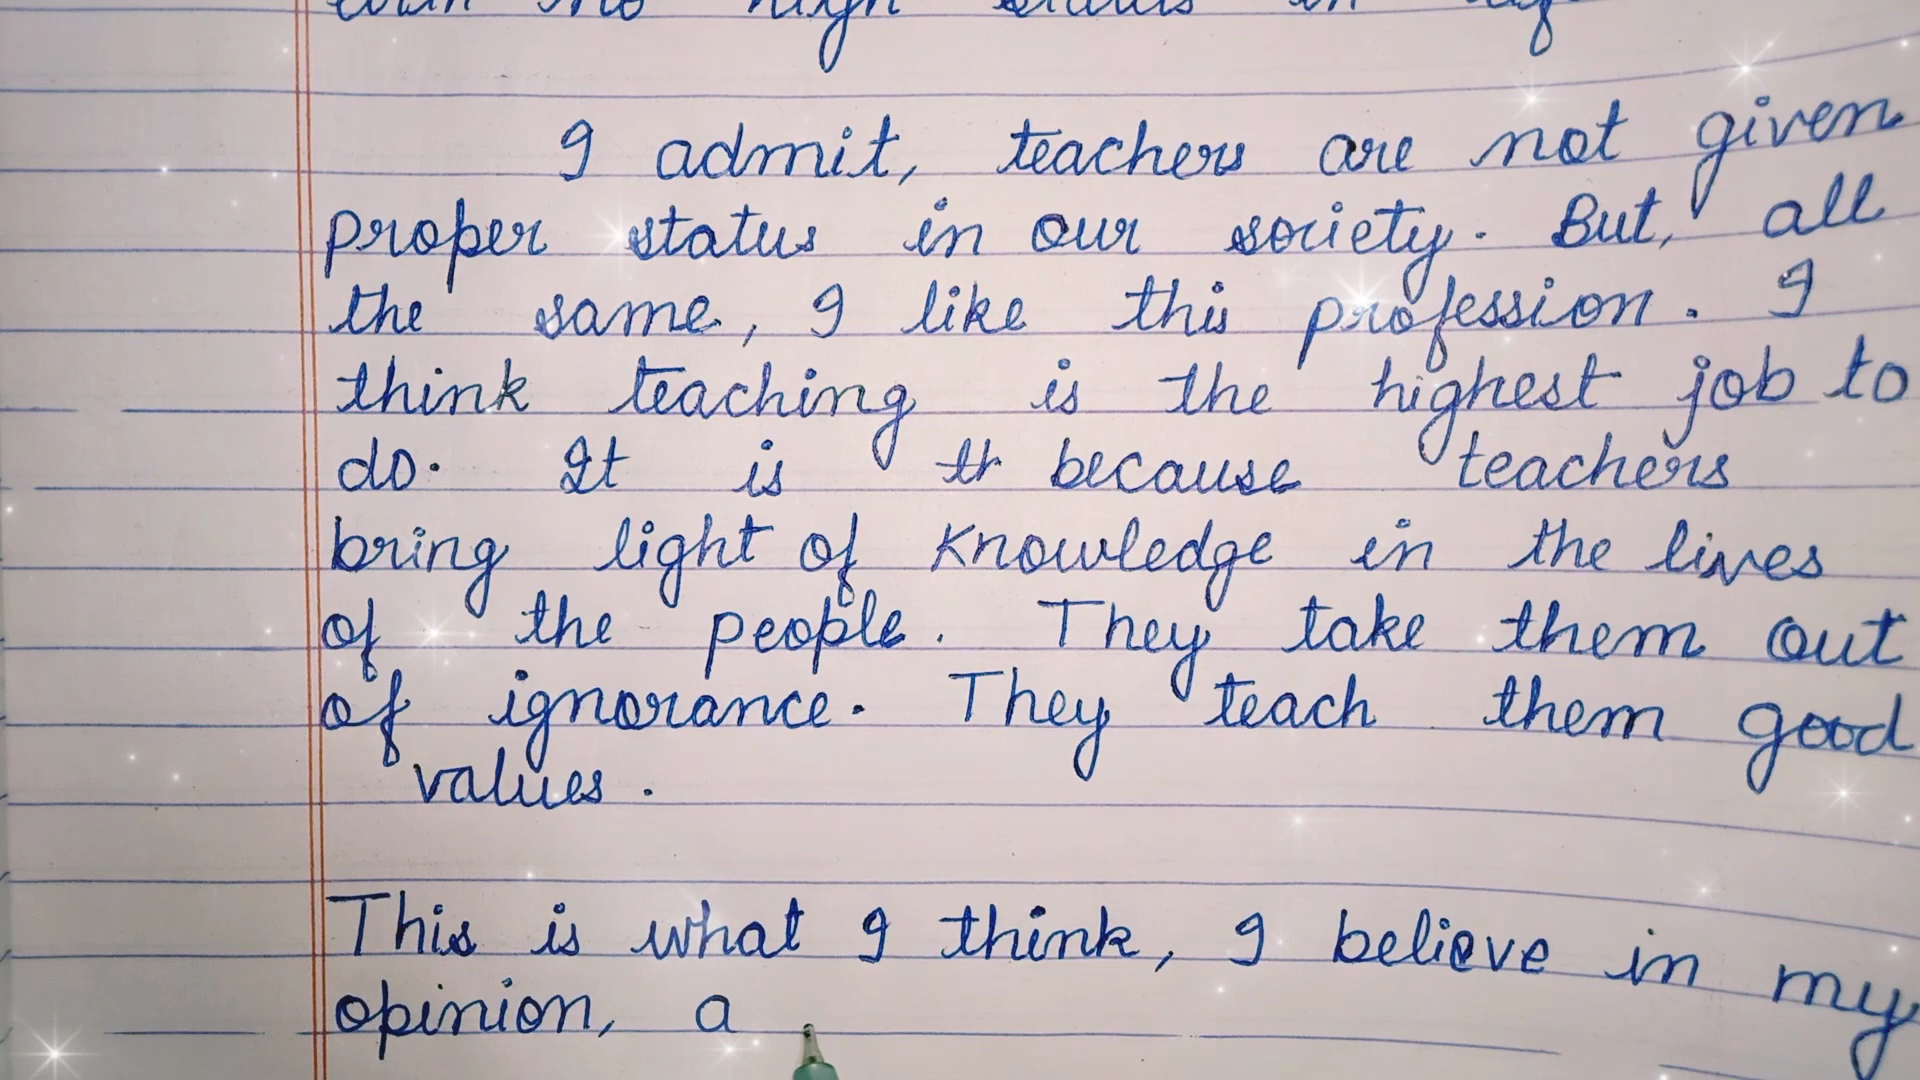 high status in
I admit, teachers are not given
proper status in our society. But, all
the same, I like this profession. I
think teaching is the highest job to
do. It is th because teachers
bring light of Knowledge in the lives
of the people. They take them out
of ignorance. They teach them good
values.
This is what I think, I believe in my
opinion, a